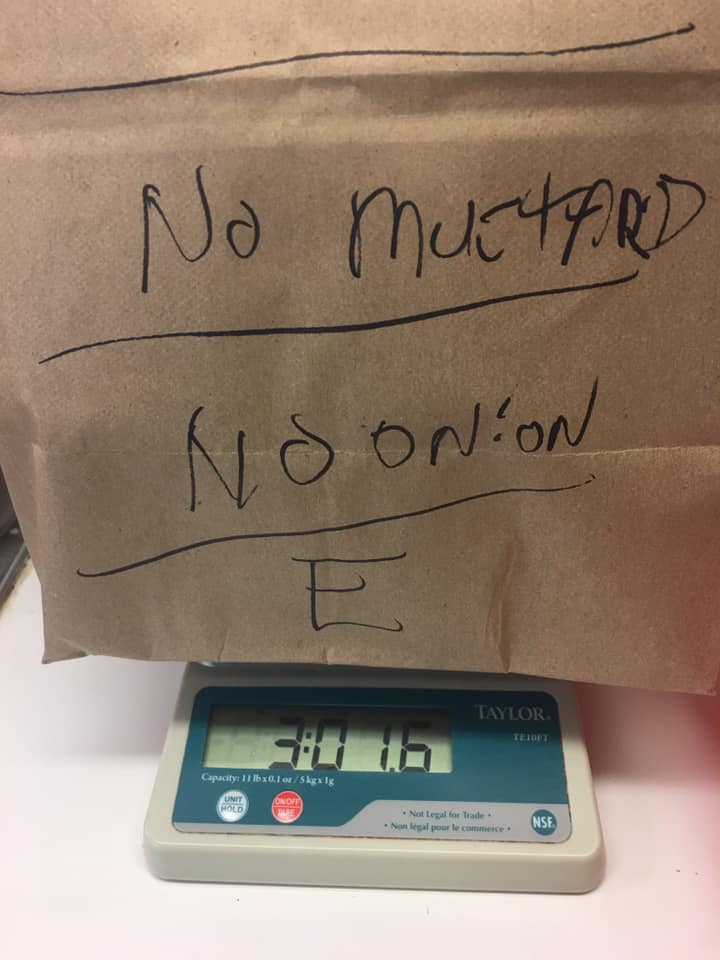 No MUSTARD
No ONiON
E
3:01.6
TAYLOR®
TE10FT
Capacity: 11 lb x 0.1 oz / 5 kg x 1g
UNIT
HOLD
ON/OFF
TARE
• Not Legal for Trade •
• Non légal pour le commerce •
NSF.